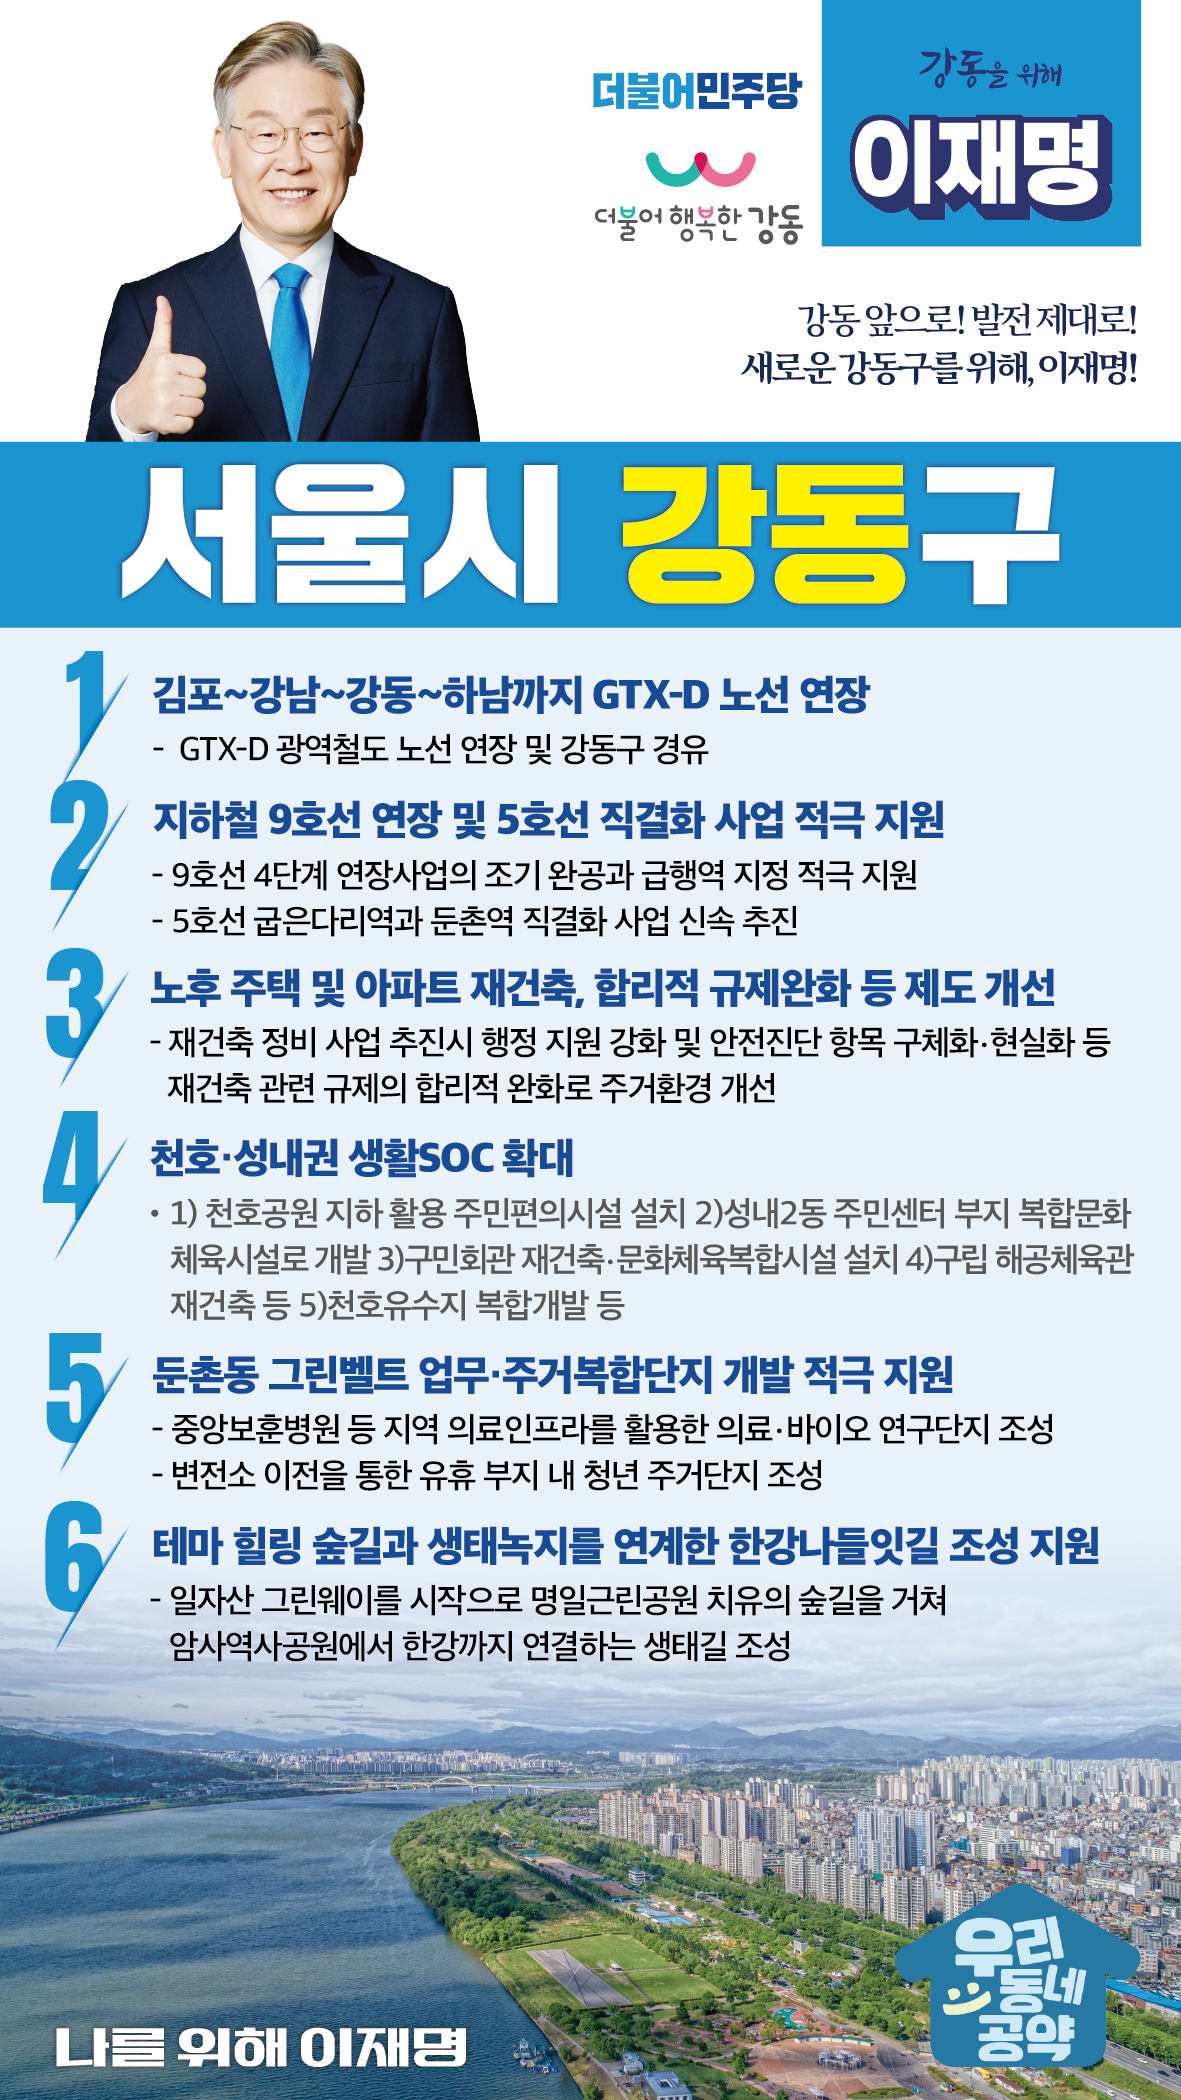 더불어민주당
더불어 행복한 강동
강동을 위해
이재명
강동 앞으로! 발전 제대로!
새로운 강동구를 위해, 이재명!
서울시 강동구
1
김포~강남~강동~하남까지 GTX-D 노선 연장
- GTX-D 광역철도 노선 연장 및 강동구 경유
2
지하철 9호선 연장 및 5호선 직결화 사업 적극 지원
- 9호선 4단계 연장사업의 조기 완공과 급행역 지정 적극 지원
- 5호선 굽은다리역과 둔촌역 직결화 사업 신속 추진
3
노후 주택 및 아파트 재건축, 합리적 규제완화 등 제도 개선
- 재건축 정비 사업 추진시 행정 지원 강화 및 안전진단 항목 구체화·현실화 등
재건축 관련 규제의 합리적 완화로 주거환경 개선
4
천호·성내권 생활SOC 확대
• 1) 천호공원 지하 활용 주민편의시설 설치 2)성내2동 주민센터 부지 복합문화
체육시설로 개발 3)구민회관 재건축·문화체육복합시설 설치 4)구립 해공체육관
재건축 등 5)천호유수지 복합개발 등
5
둔촌동 그린벨트 업무·주거복합단지 개발 적극 지원
- 중앙보훈병원 등 지역 의료인프라를 활용한 의료·바이오 연구단지 조성
- 변전소 이전을 통한 유휴 부지 내 청년 주거단지 조성
6
테마 힐링 숲길과 생태녹지를 연계한 한강나들잇길 조성 지원
- 일자산 그린웨이를 시작으로 명일근린공원 치유의 숲길을 거쳐
암사역사공원에서 한강까지 연결하는 생태길 조성
우리
동네
공약
나를 위해 이재명